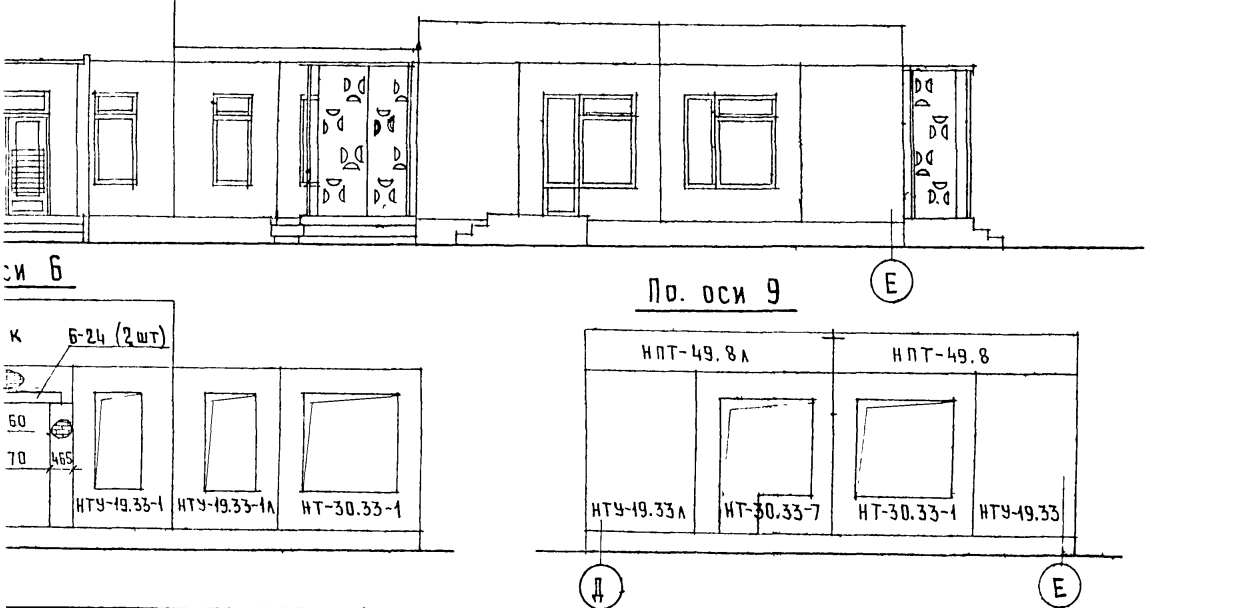 Е
си 6
По. оси 9
К
Б-24 (2 шт)
НПТ-49.8л
НПТ-49.8
60
70
465
НТУ-19.33-1
НТУ-19.33-1л
НТ-30.33-1
НТУ-19.33л
НТ-30.33-7
НТ-30.33-1
НТУ-19.33
Д
Е